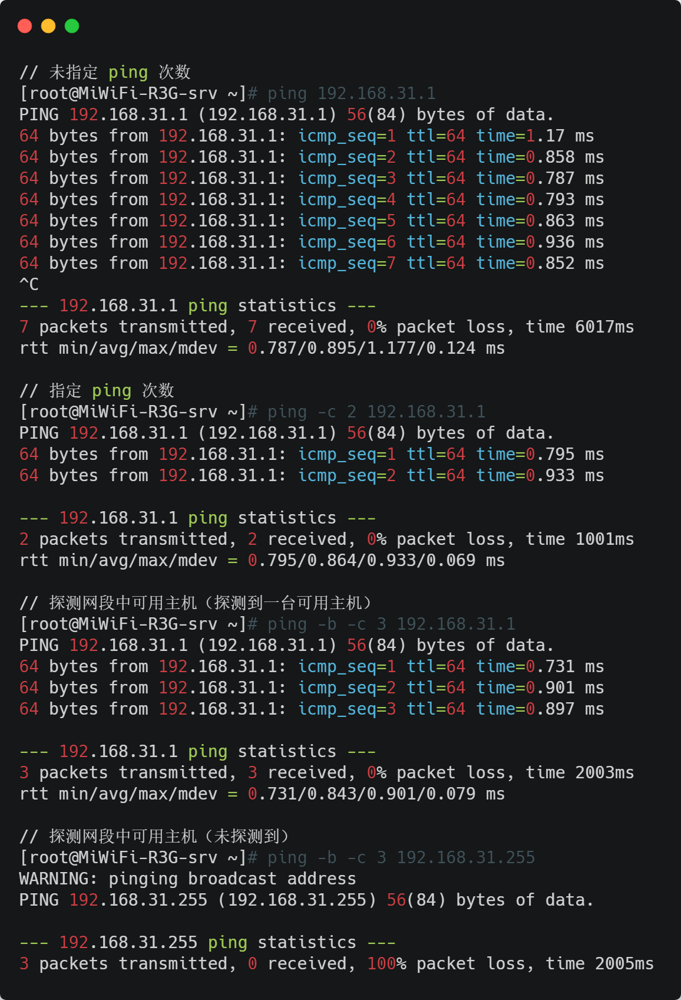 // 未指定 ping 次数
[root@MiWiFi-R3G-srv ~]# ping 192.168.31.1
PING 192.168.31.1 (192.168.31.1) 56(84) bytes of data.
64 bytes from 192.168.31.1: icmp_seq=1 ttl=64 time=1.17 ms
64 bytes from 192.168.31.1: icmp_seq=2 ttl=64 time=0.858 ms
64 bytes from 192.168.31.1: icmp_seq=3 ttl=64 time=0.787 ms
64 bytes from 192.168.31.1: icmp_seq=4 ttl=64 time=0.793 ms
64 bytes from 192.168.31.1: icmp_seq=5 ttl=64 time=0.863 ms
64 bytes from 192.168.31.1: icmp_seq=6 ttl=64 time=0.936 ms
64 bytes from 192.168.31.1: icmp_seq=7 ttl=64 time=0.852 ms
^C
--- 192.168.31.1 ping statistics ---
7 packets transmitted, 7 received, 0% packet loss, time 6017ms
rtt min/avg/max/mdev = 0.787/0.895/1.177/0.124 ms
// 指定 ping 次数
[root@MiWiFi-R3G-srv ~]# ping -c 2 192.168.31.1
PING 192.168.31.1 (192.168.31.1) 56(84) bytes of data.
64 bytes from 192.168.31.1: icmp_seq=1 ttl=64 time=0.795 ms
64 bytes from 192.168.31.1: icmp_seq=2 ttl=64 time=0.933 ms
--- 192.168.31.1 ping statistics ---
2 packets transmitted, 2 received, 0% packet loss, time 1001ms
rtt min/avg/max/mdev = 0.795/0.864/0.933/0.069 ms
// 探测网段中可用主机（探测到一台可用主机）
[root@MiWiFi-R3G-srv ~]# ping -b -c 3 192.168.31.1
PING 192.168.31.1 (192.168.31.1) 56(84) bytes of data.
64 bytes from 192.168.31.1: icmp_seq=1 ttl=64 time=0.731 ms
64 bytes from 192.168.31.1: icmp_seq=2 ttl=64 time=0.901 ms
64 bytes from 192.168.31.1: icmp_seq=3 ttl=64 time=0.897 ms
--- 192.168.31.1 ping statistics ---
3 packets transmitted, 3 received, 0% packet loss, time 2003ms
rtt min/avg/max/mdev = 0.731/0.843/0.901/0.079 ms
// 探测网段中可用主机（未探测到）
[root@MiWiFi-R3G-srv ~]# ping -b -c 3 192.168.31.255
WARNING: pinging broadcast address
PING 192.168.31.255 (192.168.31.255) 56(84) bytes of data.
--- 192.168.31.255 ping statistics ---
3 packets transmitted, 0 received, 100% packet loss, time 2005ms